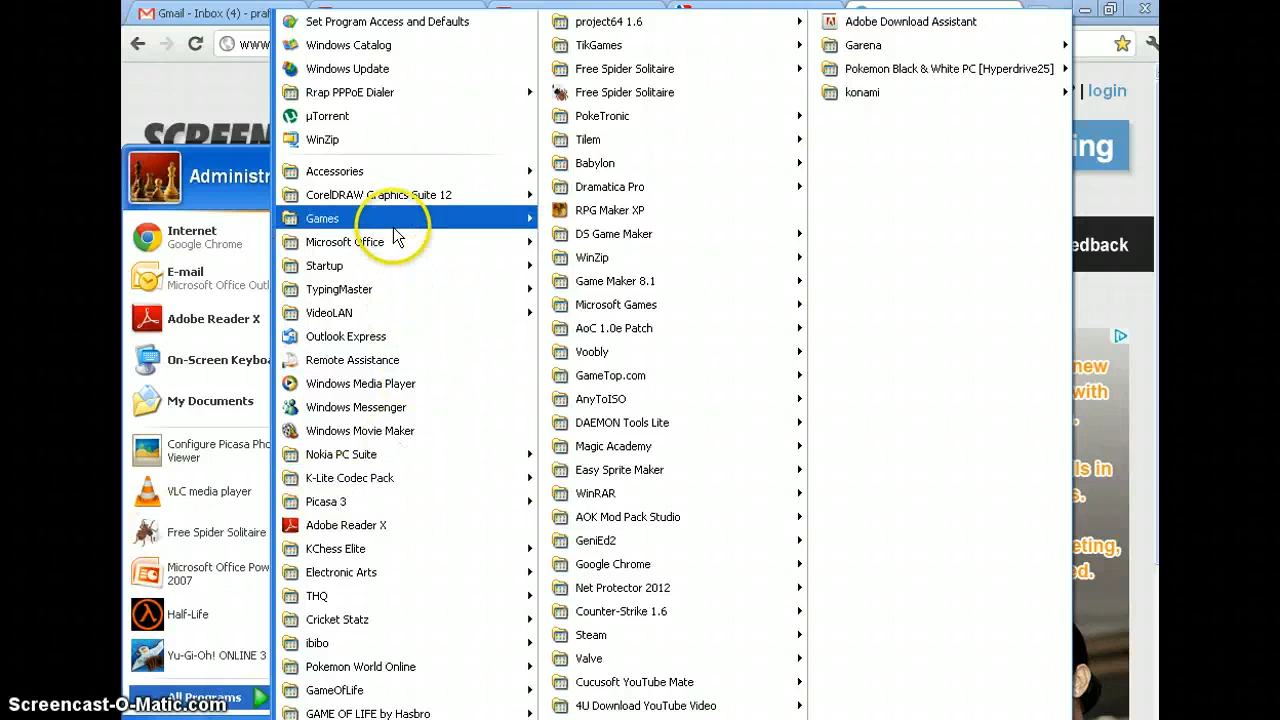 Gmail - Inbox (4) - pra
www
login
SCREEN
ing
edback
Administr
Internet
Google Chrome
E-mail
Microsoft Office Outl
Adobe Reader X
On-Screen Keyboa
My Documents
Configure Picasa Pho
Viewer
VLC media player
Free Spider Solitaire
Microsoft Office Pow
2007
Half-Life
Yu-Gi-Oh! ONLINE 3
All Programs
Set Program Access and Defaults
Windows Catalog
Windows Update
Rrap PPPoE Dialer
µTorrent
WinZip
Accessories
CorelDRAW Graphics Suite 12
Games
Microsoft Office
Startup
TypingMaster
VideoLAN
Outlook Express
Remote Assistance
Windows Media Player
Windows Messenger
Windows Movie Maker
Nokia PC Suite
K-Lite Codec Pack
Picasa 3
Adobe Reader X
KChess Elite
Electronic Arts
THQ
Cricket Statz
ibibo
Pokemon World Online
GameOfLife
GAME OF LIFE by Hasbro
project64 1.6
TikGames
Free Spider Solitaire
Free Spider Solitaire
PokeTronic
Tilem
Babylon
Dramatica Pro
RPG Maker XP
DS Game Maker
WinZip
Game Maker 8.1
Microsoft Games
AoC 1.0e Patch
Voobly
GameTop.com
AnyToISO
DAEMON Tools Lite
Magic Academy
Easy Sprite Maker
WinRAR
AOK Mod Pack Studio
GeniEd2
Google Chrome
Net Protector 2012
Counter-Strike 1.6
Steam
Valve
Cucusoft YouTube Mate
4U Download YouTube Video
Adobe Download Assistant
Garena
Pokemon Black & White PC [Hyperdrive25]
konami
new
with
ls in
s.
eting,
d.
Screencast-O-Matic.com